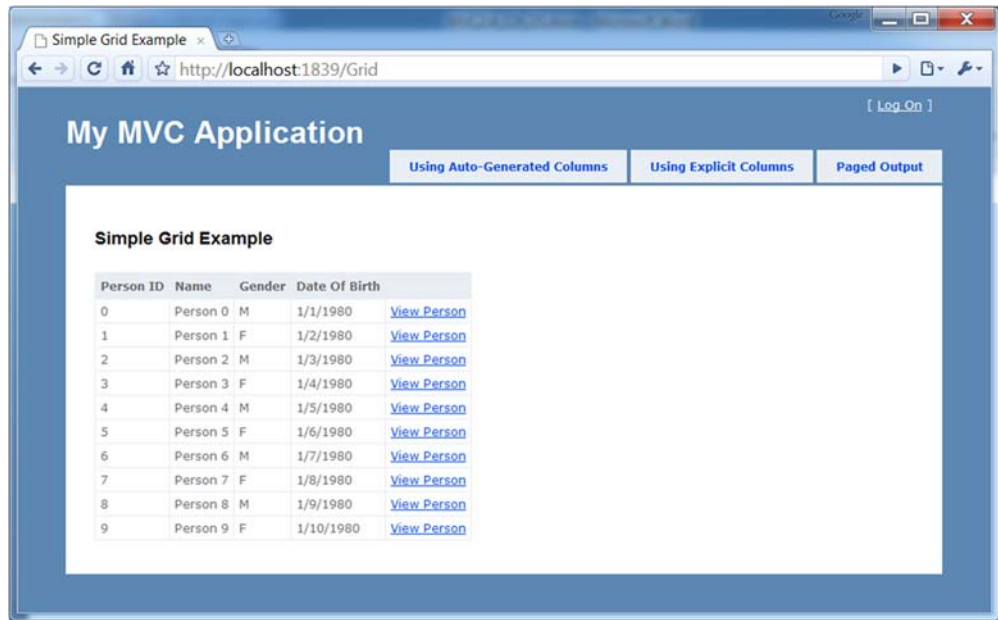 Google
Simple Grid Example
http://localhost:1839/Grid
[ Log On ]
My MVC Application
Using Auto-Generated Columns Using Explicit Columns Paged Output
Simple Grid Example
Person ID Name Gender Date Of Birth
0 Person 0 M 1/1/1980 View Person
1 Person 1 F 1/2/1980 View Person
2 Person 2 M 1/3/1980 View Person
3 Person 3 F 1/4/1980 View Person
4 Person 4 M 1/5/1980 View Person
5 Person 5 F 1/6/1980 View Person
6 Person 6 M 1/7/1980 View Person
7 Person 7 F 1/8/1980 View Person
8 Person 8 M 1/9/1980 View Person
9 Person 9 F 1/10/1980 View Person